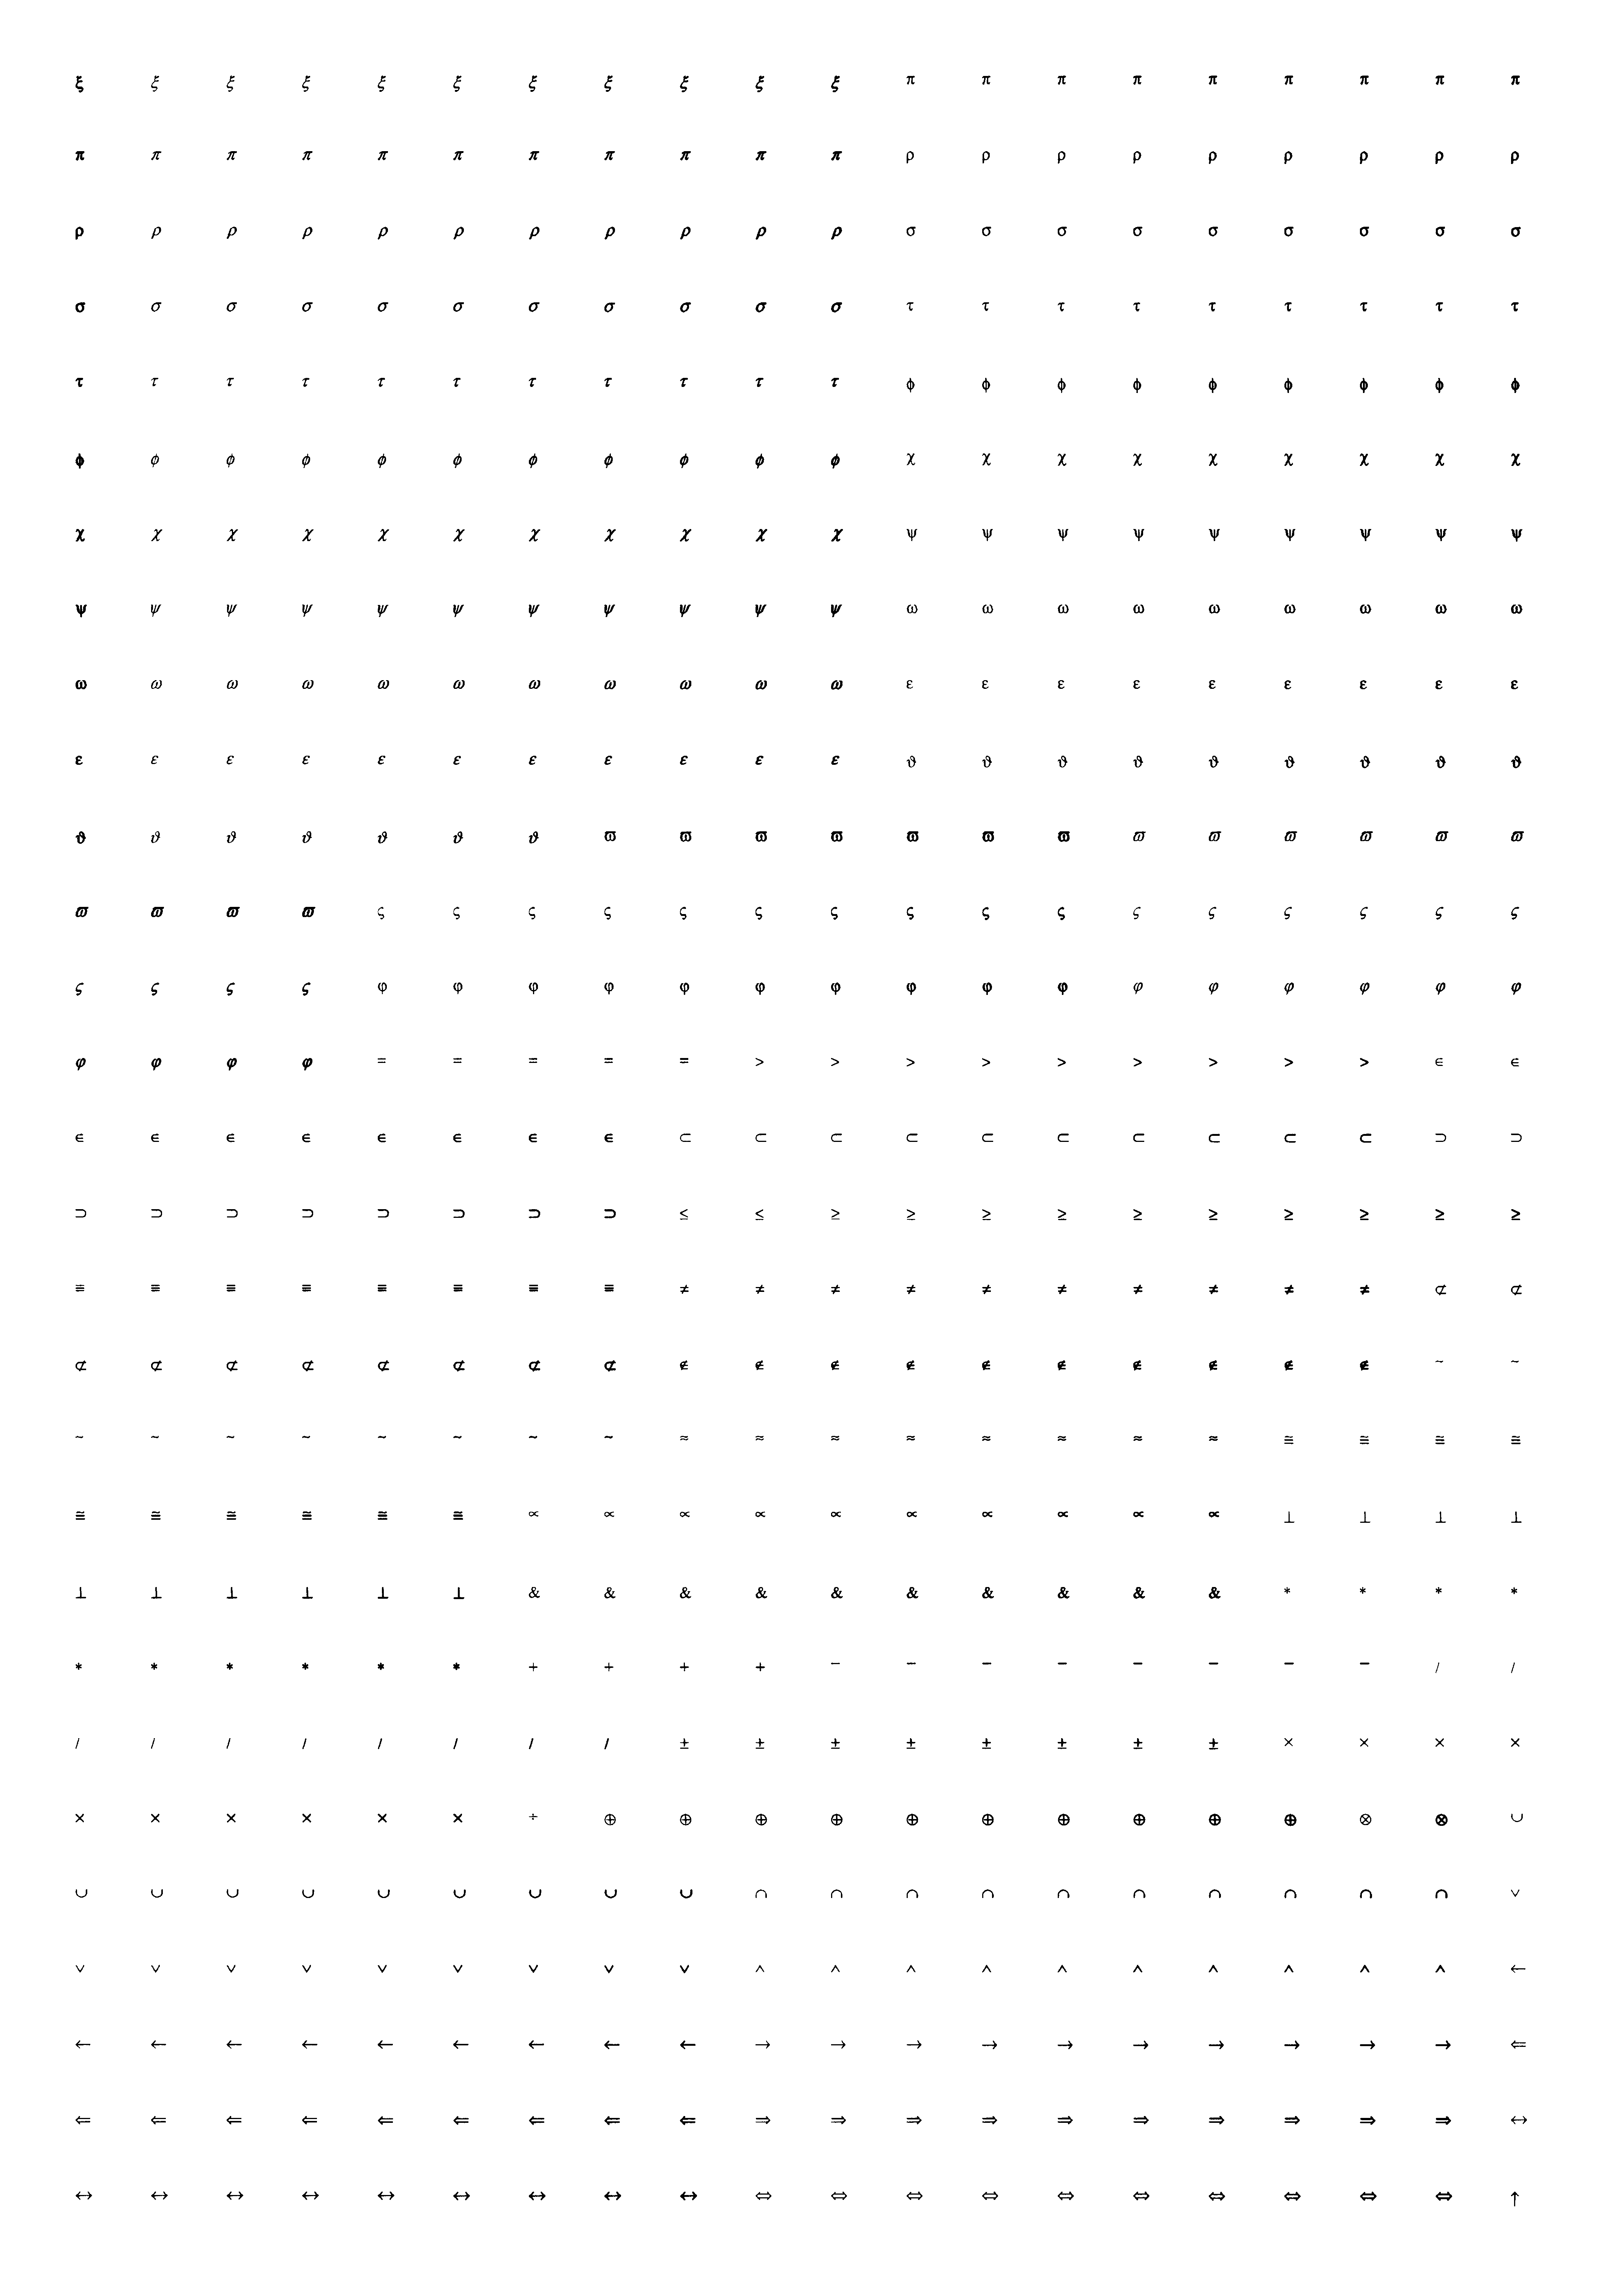 ξ ξ ξ ξ ξ ξ ξ ξ ξ ξ ξ π π π π π π π π π
π π π π π π π π π π π ρ ρ ρ ρ ρ ρ ρ ρ ρ
ρ ρ ρ ρ ρ ρ ρ ρ ρ ρ ρ σ σ σ σ σ σ σ σ σ
σ σ σ σ σ σ σ σ σ σ σ τ τ τ τ τ τ τ τ τ
τ τ τ τ τ τ τ τ τ τ τ ϕ ϕ ϕ ϕ ϕ ϕ ϕ ϕ ϕ
ϕ ϕ ϕ ϕ ϕ ϕ ϕ ϕ ϕ ϕ ϕ χ χ χ χ χ χ χ χ χ
χ χ χ χ χ χ χ χ χ χ χ ψ ψ ψ ψ ψ ψ ψ ψ ψ
ψ ψ ψ ψ ψ ψ ψ ψ ψ ψ ψ ω ω ω ω ω ω ω ω ω
ω ω ω ω ω ω ω ω ω ω ω ε ε ε ε ε ε ε ε ε
ε ε ε ε ε ε ε ε ε ε ε ϑ ϑ ϑ ϑ ϑ ϑ ϑ ϑ ϑ
ϑ ϑ ϑ ϑ ϑ ϑ ϑ ϖ ϖ ϖ ϖ ϖ ϖ ϖ ϖ ϖ ϖ ϖ ϖ ϖ
ϖ ϖ ϖ ϖ ς ς ς ς ς ς ς ς ς ς ς ς ς ς ς ς
ς ς ς ς φ φ φ φ φ φ φ φ φ φ φ φ φ φ φ φ
φ φ φ φ = = = = = > > > > > > > > > ∈ ∈
∈ ∈ ∈ ∈ ∈ ∈ ∈ ∈ ⊂ ⊂ ⊂ ⊂ ⊂ ⊂ ⊂ ⊂ ⊂ ⊂ ⊃ ⊃
⊃ ⊃ ⊃ ⊃ ⊃ ⊃ ⊃ ⊃ ≤ ≤ ≥ ≥ ≥ ≥ ≥ ≥ ≥ ≥ ≥ ≥
≡ ≡ ≡ ≡ ≡ ≡ ≡ ≡ ≠ ≠ ≠ ≠ ≠ ≠ ≠ ≠ ≠ ≠ ⊄ ⊄
⊄ ⊄ ⊄ ⊄ ⊄ ⊄ ⊄ ⊄ ∉ ∉ ∉ ∉ ∉ ∉ ∉ ∉ ∉ ∉ ~ ~
~ ~ ~ ~ ~ ~ ~ ~ ≈ ≈ ≈ ≈ ≈ ≈ ≈ ≈ ≅ ≅ ≅ ≅
≅ ≅ ≅ ≅ ≅ ≅ ∝ ∝ ∝ ∝ ∝ ∝ ∝ ∝ ∝ ∝ ⊥ ⊥ ⊥ ⊥
⊥ ⊥ ⊥ ⊥ ⊥ ⊥ & & & & & & & & & & * * * *
* * * * * * + + + + − − − − − − − − / /
/ / / / / / / / ± ± ± ± ± ± ± ± × × × ×
× × × × × × ÷ ⊕ ⊕ ⊕ ⊕ ⊕ ⊕ ⊕ ⊕ ⊕ ⊕ ⊗ ⊗ ∪
∪ ∪ ∪ ∪ ∪ ∪ ∪ ∪ ∪ ∩ ∩ ∩ ∩ ∩ ∩ ∩ ∩ ∩ ∩ ∨
∨ ∨ ∨ ∨ ∨ ∨ ∨ ∨ ∨ ∧ ∧ ∧ ∧ ∧ ∧ ∧ ∧ ∧ ∧ ←
← ← ← ← ← ← ← ← ← → → → → → → → → → → ⇐
⇐ ⇐ ⇐ ⇐ ⇐ ⇐ ⇐ ⇐ ⇐ ⇒ ⇒ ⇒ ⇒ ⇒ ⇒ ⇒ ⇒ ⇒ ⇒ ↔
↔ ↔ ↔ ↔ ↔ ↔ ↔ ↔ ↔ ⇔ ⇔ ⇔ ⇔ ⇔ ⇔ ⇔ ⇔ ⇔ ⇔ ↑